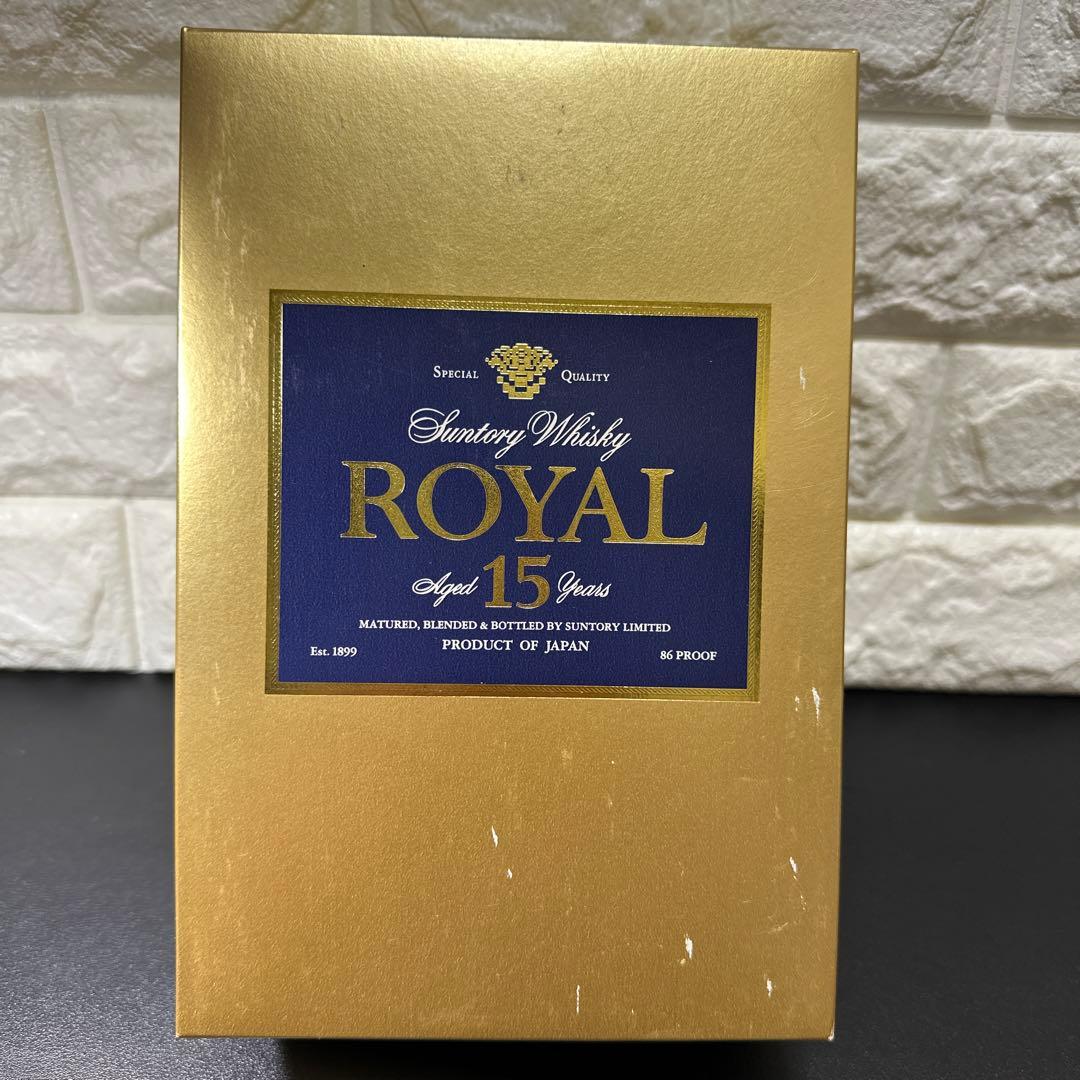 SPECIAL QUALITY
Suntory Whisky
ROYAL
Aged 15 Years
MATURED, BLENDED & BOTTLED BY SUNTORY LIMITED
PRODUCT OF JAPAN
Est. 1899 86 PROOF